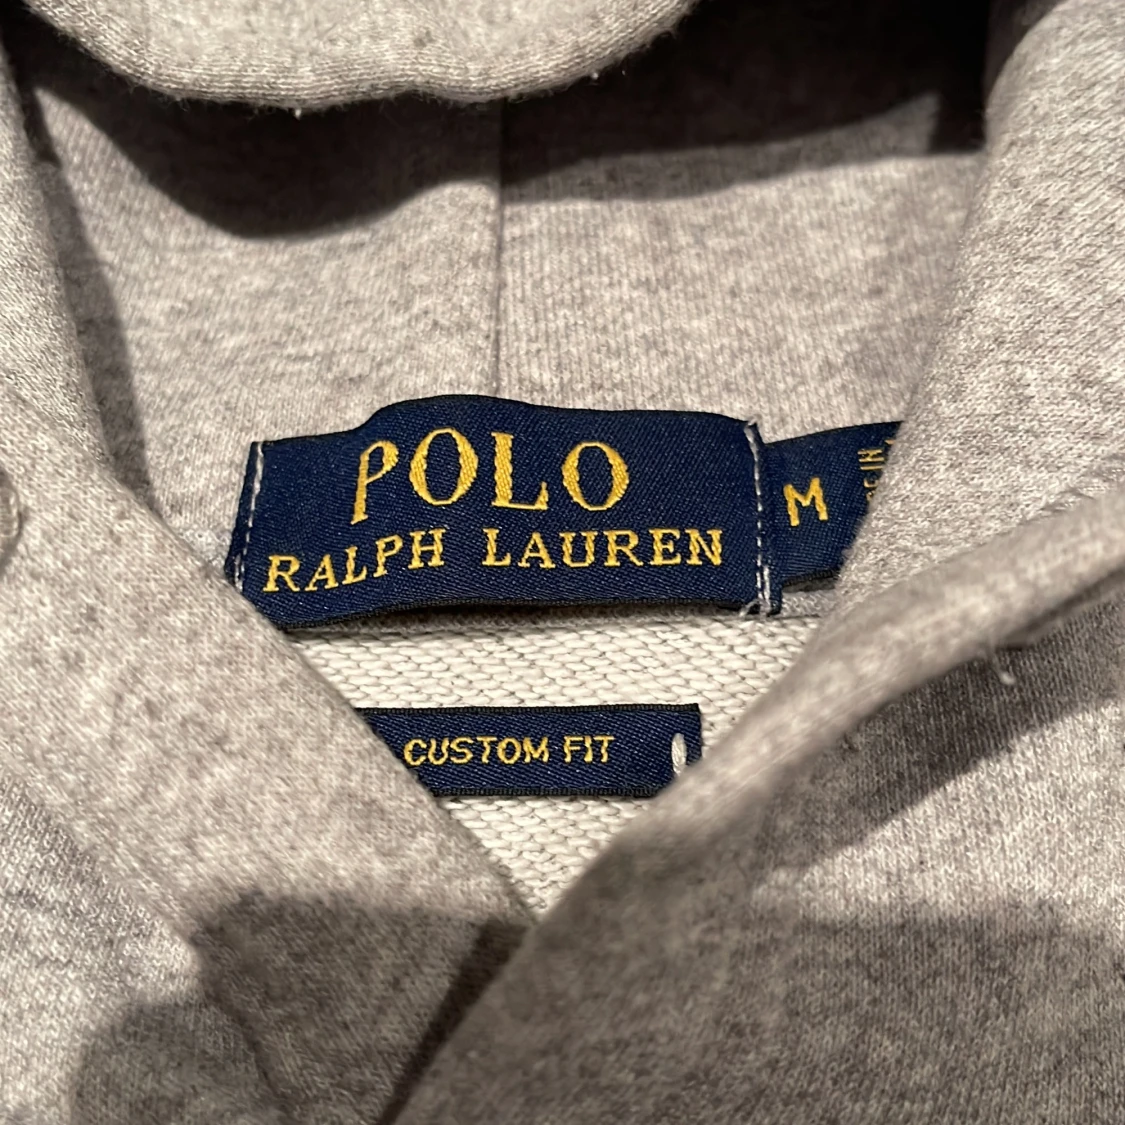 POLO
RALPH LAUREN
M
CUSTOM FIT